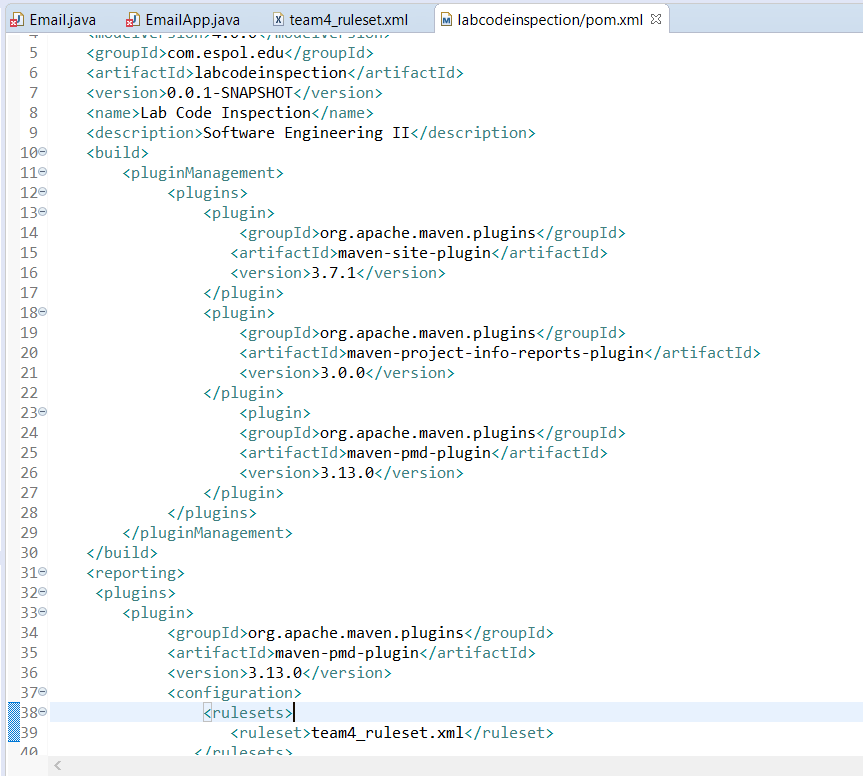 Email.java EmailApp.java team4_ruleset.xml labcodeinspection/pom.xml
4 <modelVersion>4.0.0</modelVersion>
5 <groupId>com.espol.edu</groupId>
6 <artifactId>labcodeinspection</artifactId>
7 <version>0.0.1-SNAPSHOT</version>
8 <name>Lab Code Inspection</name>
9 <description>Software Engineering II</description>
10 <build>
11 <pluginManagement>
12 <plugins>
13 <plugin>
14 <groupId>org.apache.maven.plugins</groupId>
15 <artifactId>maven-site-plugin</artifactId>
16 <version>3.7.1</version>
17 </plugin>
18 <plugin>
19 <groupId>org.apache.maven.plugins</groupId>
20 <artifactId>maven-project-info-reports-plugin</artifactId>
21 <version>3.0.0</version>
22 </plugin>
23 <plugin>
24 <groupId>org.apache.maven.plugins</groupId>
25 <artifactId>maven-pmd-plugin</artifactId>
26 <version>3.13.0</version>
27 </plugin>
28 </plugins>
29 </pluginManagement>
30 </build>
31 <reporting>
32 <plugins>
33 <plugin>
34 <groupId>org.apache.maven.plugins</groupId>
35 <artifactId>maven-pmd-plugin</artifactId>
36 <version>3.13.0</version>
37 <configuration>
38 <rulesets>
39 <ruleset>team4_ruleset.xml</ruleset>
40 </rulesets>